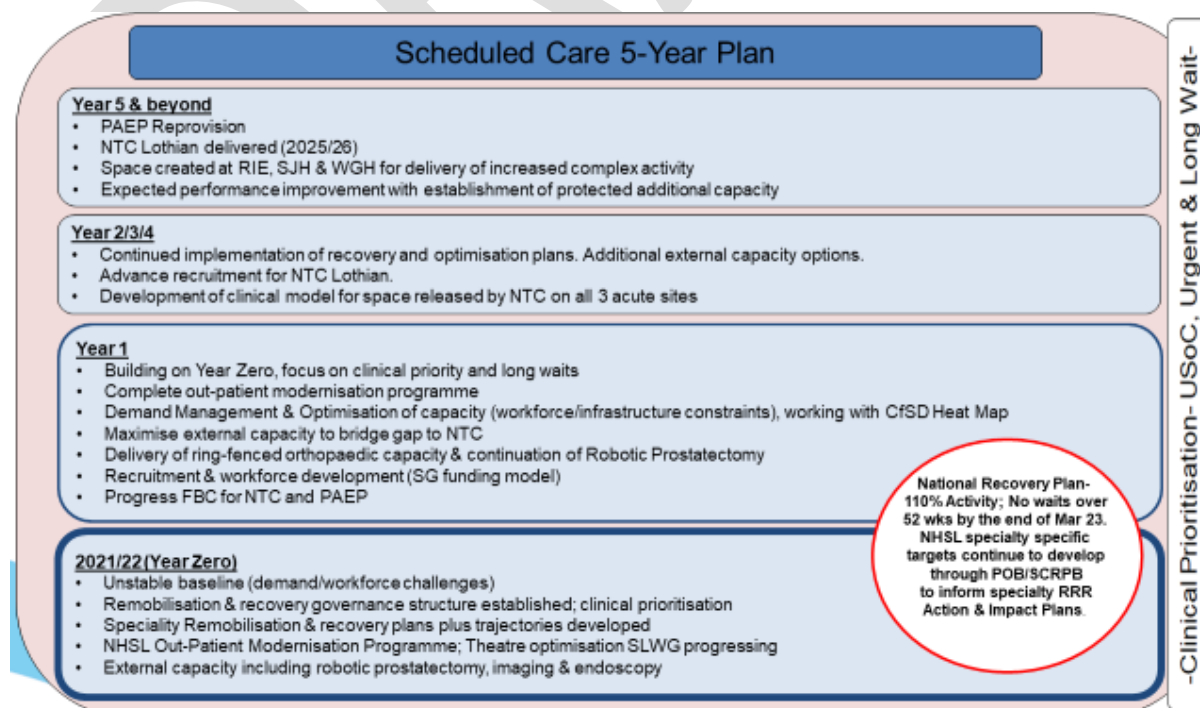 Scheduled Care 5-Year Plan
Year 5 & beyond
• PAEP Reprovision
• NTC Lothian delivered (2025/26)
• Space created at RIE, SJH & WGH for delivery of increased complex activity
• Expected performance improvement with establishment of protected additional capacity
Year 2/3/4
• Continued implementation of recovery and optimisation plans. Additional external capacity options.
• Advance recruitment for NTC Lothian.
• Development of clinical model for space released by NTC on all 3 acute sites
Year 1
• Building on Year Zero, focus on clinical priority and long waits
• Complete out-patient modernisation programme
• Demand Management & Optimisation of capacity (workforce/infrastructure constraints), working with CfSD Heat Map
• Maximise external capacity to bridge gap to NTC
• Delivery of ring-fenced orthopaedic capacity & continuation of Robotic Prostatectomy
• Recruitment & workforce development (SG funding model)
• Progress FBC for NTC and PAEP
National Recovery Plan-
110% Activity; No waits over
52 wks by the end of Mar 23.
NHSL specialty specific
targets continue to develop
through POB/SCRPB
to inform specialty RRR
Action & Impact Plans.
2021/22 (Year Zero)
• Unstable baseline (demand/workforce challenges)
• Remobilisation & recovery governance structure established; clinical prioritisation
• Speciality Remobilisation & recovery plans plus trajectories developed
• NHSL Out-Patient Modernisation Programme; Theatre optimisation SLWG progressing
• External capacity including robotic prostatectomy, imaging & endoscopy
-Clinical Prioritisation- USoC, Urgent & Long Wait-